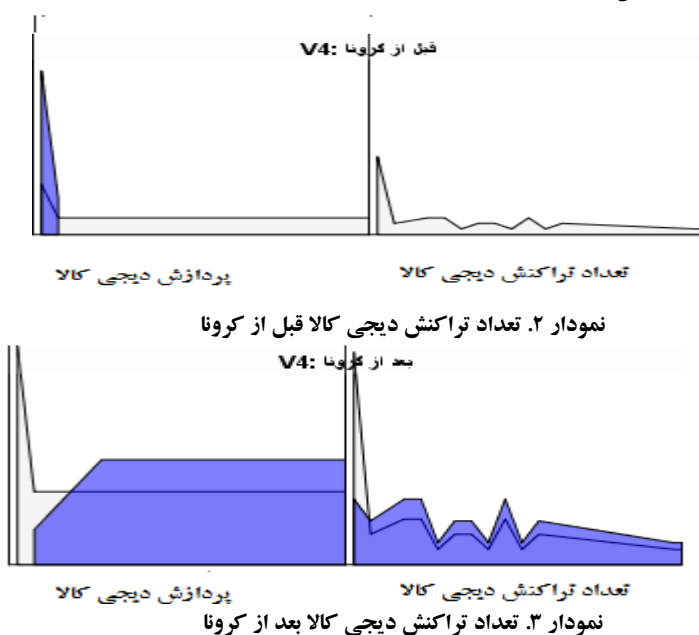 قبل از کرونا :V4
پردازش دیجی کالا
تعداد تراکنش دیجی کالا
نمودار ۲. تعداد تراکنش دیجی کالا قبل از کرونا
بعد از کرونا :V4
پردازش دیجی کالا
تعداد تراکنش دیجی کالا
نمودار ۳. تعداد تراکنش دیجی کالا بعد از کرونا